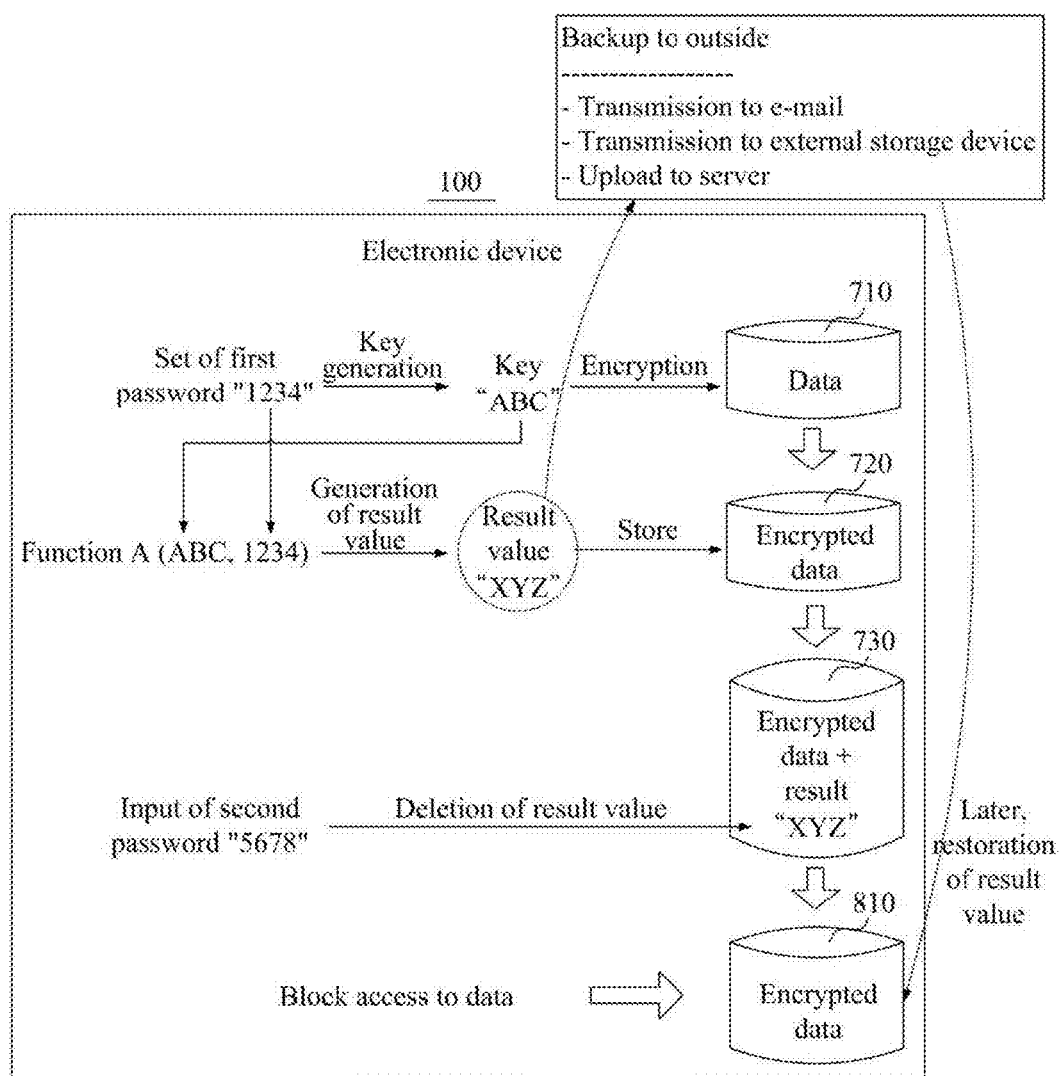 Backup to outside
-----------------
- Transmission to e-mail
- Transmission to external storage device
- Upload to server
100
Electronic device
710
Set of first
password "1234"
Key
generation
Key
“ABC”
Encryption
Data
720
Function A (ABC, 1234)
Generation
of result
value
Result
value
“XYZ”
Store
Encrypted
data
730
Encrypted
data +
result
“XYZ”
Input of second
password "5678"
Deletion of result value
Later,
restoration
of result
value
810
Block access to data
Encrypted
data